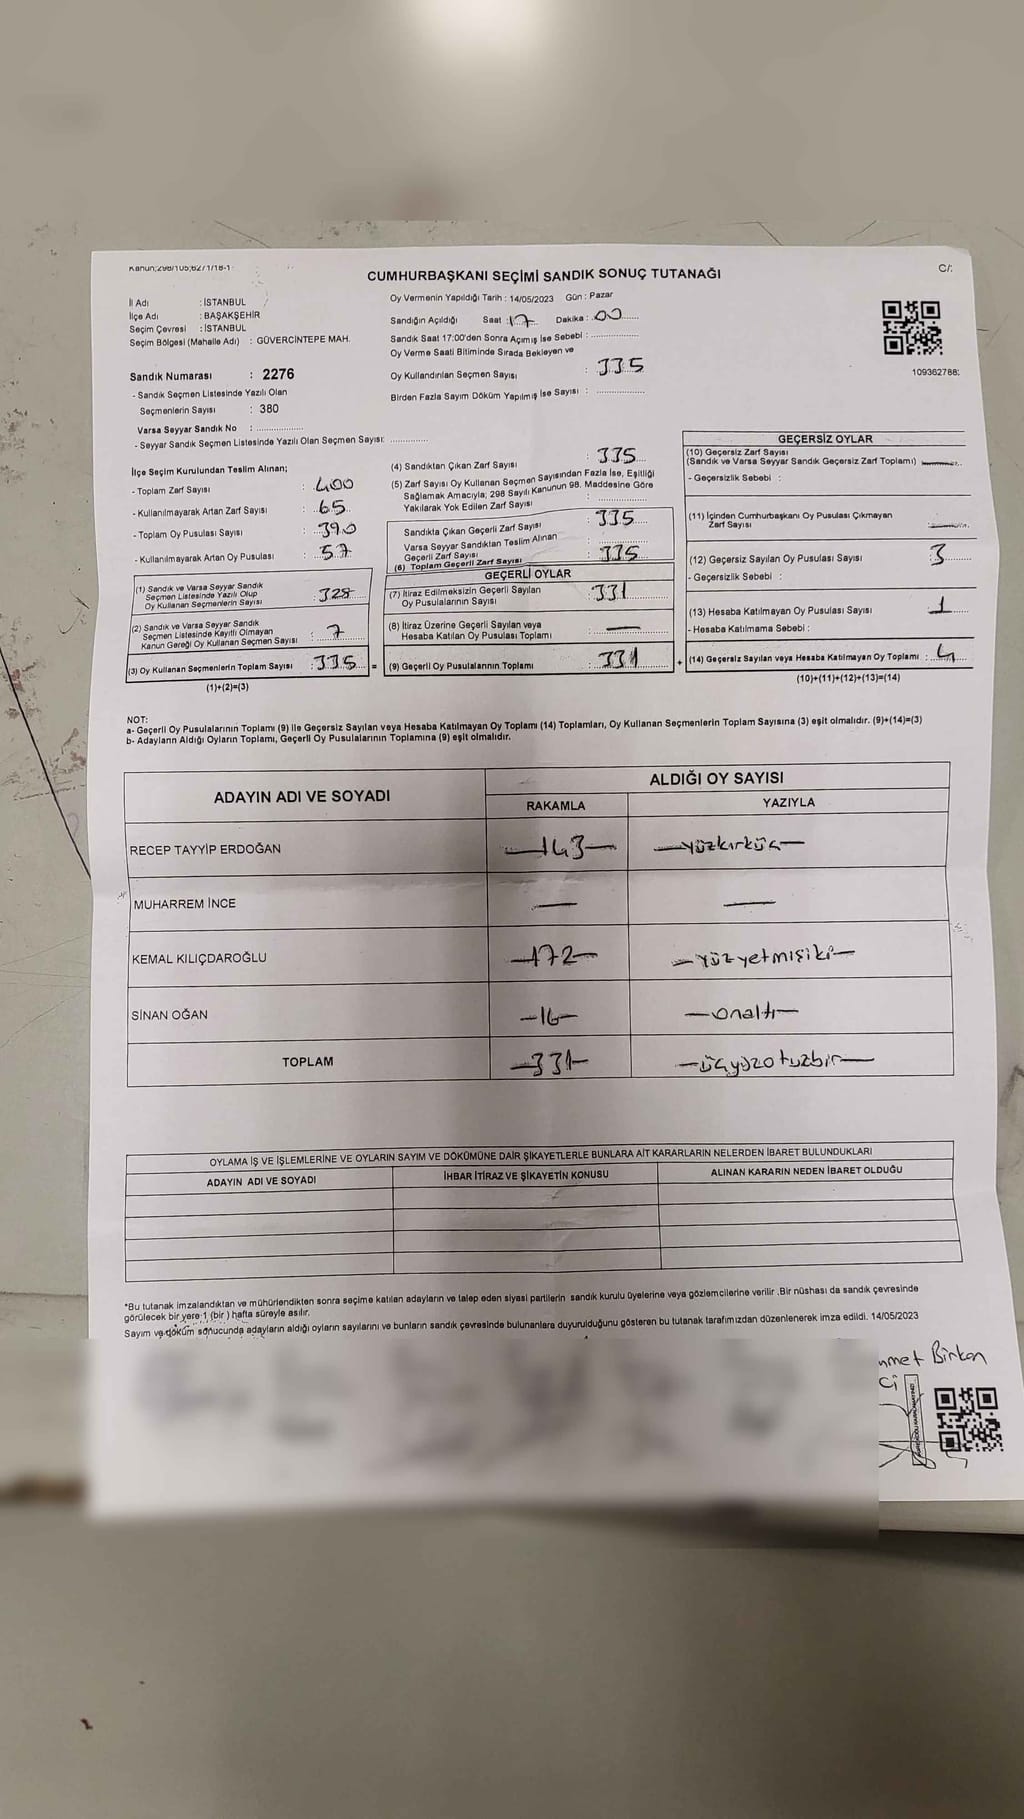 Kanun;298/105;6271/18-1
CUMHURBAŞKANI SEÇİMİ SANDIK SONUÇ TUTANAĞI
C/:
İl Adı : İSTANBUL
İlçe Adı : BAŞAKŞEHİR
Seçim Çevresi : İSTANBUL
Seçim Bölgesi (Mahalle Adı) : GÜVERCİNTEPE MAH.
Sandık Numarası : 2276
- Sandık Seçmen Listesinde Yazılı Olan
Seçmenlerin Sayısı : 380
Varsa Seyyar Sandık No : ..................
- Seyyar Sandık Seçmen Listesinde Yazılı Olan Seçmen Sayısı: ..............
Oy Vermenin Yapıldığı Tarih : 14/05/2023 Gün : Pazar
Sandığın Açıldığı Saat : 17 Dakika : 00
Sandık Saat 17:00'den Sonra Açılmış İse Sebebi : ..................
Oy Verme Saati Bitiminde Sırada Bekleyen ve
Oy Kullandırılan Seçmen Sayısı : 335
Birden Fazla Sayım Döküm Yapılmış İse Sayısı : ..................
109362788:
İlçe Seçim Kurulundan Teslim Alınan;
- Toplam Zarf Sayısı : 400
- Kullanılmayarak Artan Zarf Sayısı : 65
- Toplam Oy Pusulası Sayısı : 390
- Kullanılmayarak Artan Oy Pusulası : 57
(1) Sandık ve Varsa Seyyar Sandık
Seçmen Listesinde Yazılı Olup
Oy Kullanan Seçmenlerin Sayısı : 328
(2) Sandık ve Varsa Seyyar Sandık
Seçmen Listesinde Kayıtlı Olmayan
Kanun Gereği Oy Kullanan Seçmen Sayısı : 7
(3) Oy Kullanan Seçmenlerin Toplam Sayısı : 335 =
(1)+(2)=(3)
(4) Sandıktan Çıkan Zarf Sayısı : 335
(5) Zarf Sayısı Oy Kullanan Seçmen Sayısından Fazla İse, Eşitliği
Sağlamak Amacıyla; 298 Sayılı Kanunun 98. Maddesine Göre
Yakılarak Yok Edilen Zarf Sayısı : ..................
Sandıkta Çıkan Geçerli Zarf Sayısı : 335
Varsa Seyyar Sandıktan Teslim Alınan
Geçerli Zarf Sayısı
(6) Toplam Geçerli Zarf Sayısı : 335
GEÇERLİ OYLAR
(7) İtiraz Edilmeksizin Geçerli Sayılan
Oy Pusulalarının Sayısı : 331
(8) İtiraz Üzerine Geçerli Sayılan veya
Hesaba Katılan Oy Pusulası Toplamı : —
(9) Geçerli Oy Pusulalarının Toplamı : 331 +
GEÇERSİZ OYLAR
(10) Geçersiz Zarf Sayısı
(Sandık ve Varsa Seyyar Sandık Geçersiz Zarf Toplamı) —
- Geçersizlik Sebebi :
(11) İçinden Cumhurbaşkanı Oy Pusulası Çıkmayan
Zarf Sayısı : —
(12) Geçersiz Sayılan Oy Pusulası Sayısı : 3
- Geçersizlik Sebebi :
(13) Hesaba Katılmayan Oy Pusulası Sayısı : 1
- Hesaba Katılmama Sebebi :
(14) Geçersiz Sayılan veya Hesaba Katılmayan Oy Toplamı : 4
(10)+(11)+(12)+(13)=(14)
NOT:
a- Geçerli Oy Pusulalarının Toplamı (9) ile Geçersiz Sayılan veya Hesaba Katılmayan Oy Toplamı (14) Toplamları, Oy Kullanan Seçmenlerin Toplam Sayısına (3) eşit olmalıdır. (9)+(14)=(3)
b- Adayların Aldığı Oyların Toplamı, Geçerli Oy Pusulalarının Toplamına (9) eşit olmalıdır.
ADAYIN ADI VE SOYADI
ALDIĞI OY SAYISI
RAKAMLA YAZIYLA
RECEP TAYYİP ERDOĞAN —143— —yüzkırküç—
MUHARREM İNCE — —
KEMAL KILIÇDAROĞLU —172— —Yüzyetmişiki—
SİNAN OĞAN —16— —onaltı—
TOPLAM —331— —üçyüzotuzbir—
OYLAMA İŞ VE İŞLEMLERİNE VE OYLARIN SAYIM VE DÖKÜMÜNE DAİR ŞİKAYETLERLE BUNLARA AİT KARARLARIN NELERDEN İBARET BULUNDUKLARI
ADAYIN ADI VE SOYADI İHBAR İTİRAZ VE ŞİKAYETİN KONUSU ALINAN KARARIN NEDEN İBARET OLDUĞU
*Bu tutanak imzalandıktan ve mühürlendikten sonra seçime katılan adayların ve talep eden siyasi partilerin sandık kurulu üyelerine veya gözlemcilerine verilir .Bir nüshası da sandık çevresinde
görülecek bir yere 1 (bir ) hafta süreyle asılır.
Sayım ve döküm sonucunda adayların aldığı oyların sayılarını ve bunların sandık çevresinde bulunanlara duyurulduğunu gösteren bu tutanak tarafımızdan düzenlenerek imza edildi. 14/05/2023
hmet Birkan